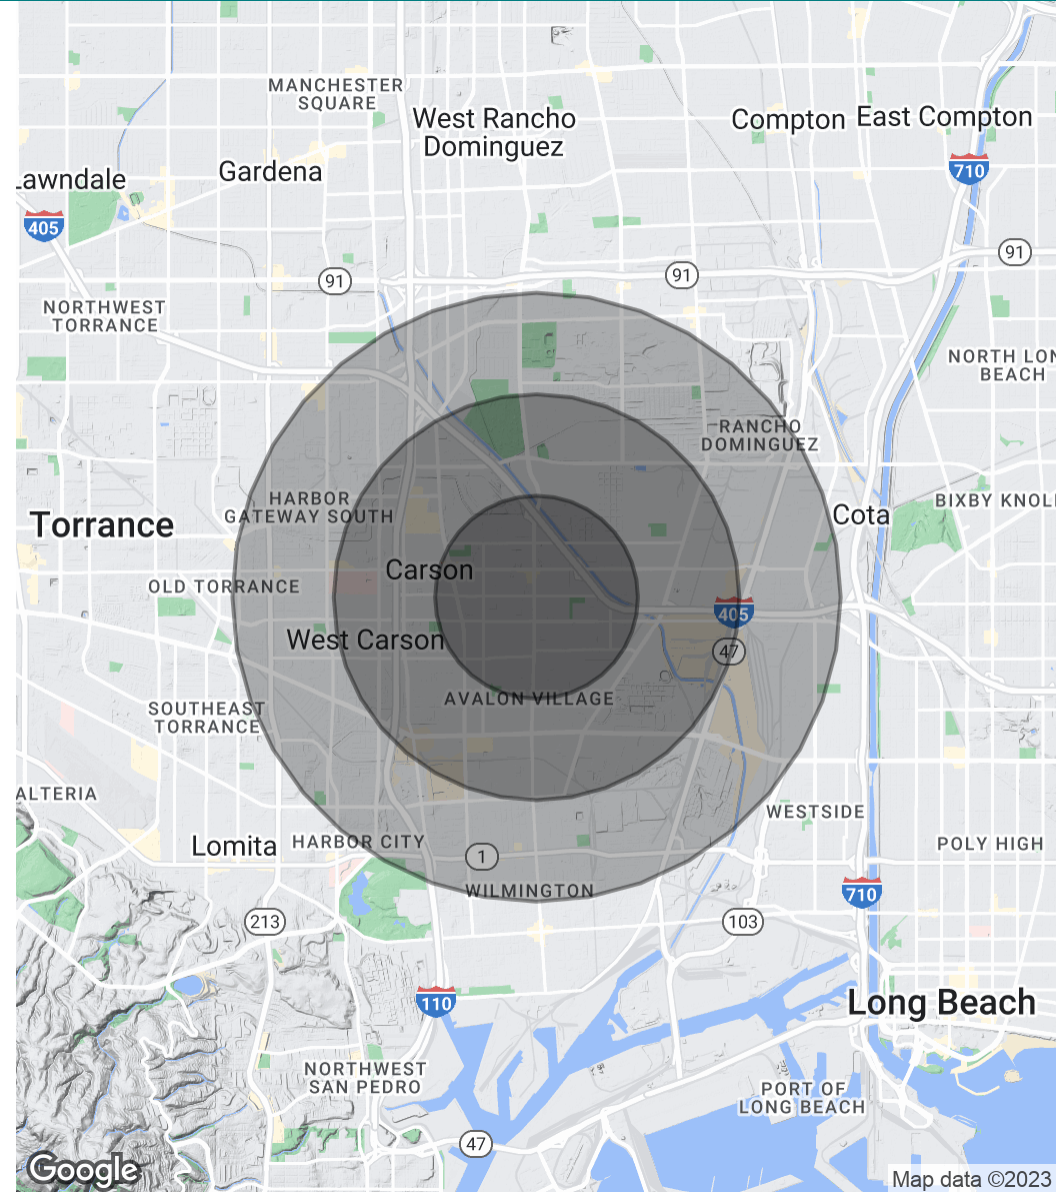 MANCHESTER
SQUARE
West Rancho
Dominguez
Compton
East Compton
Gardena
Lawndale
710
405
91
91
91
NORTHWEST
TORRANCE
NORTH LON
BEACH
RANCHO
DOMINGUEZ
HARBOR
GATEWAY SOUTH
BIXBY KNOLL
Torrance
Cota
Carson
OLD TORRANCE
405
West Carson
47
AVALON VILLAGE
SOUTHEAST
TORRANCE
ALTERIA
WESTSIDE
Lomita
HARBOR CITY
POLY HIGH
1
WILMINGTON
710
213
103
110
Long Beach
NORTHWEST
SAN PEDRO
PORT OF
LONG BEACH
47
Google
Map data ©2023